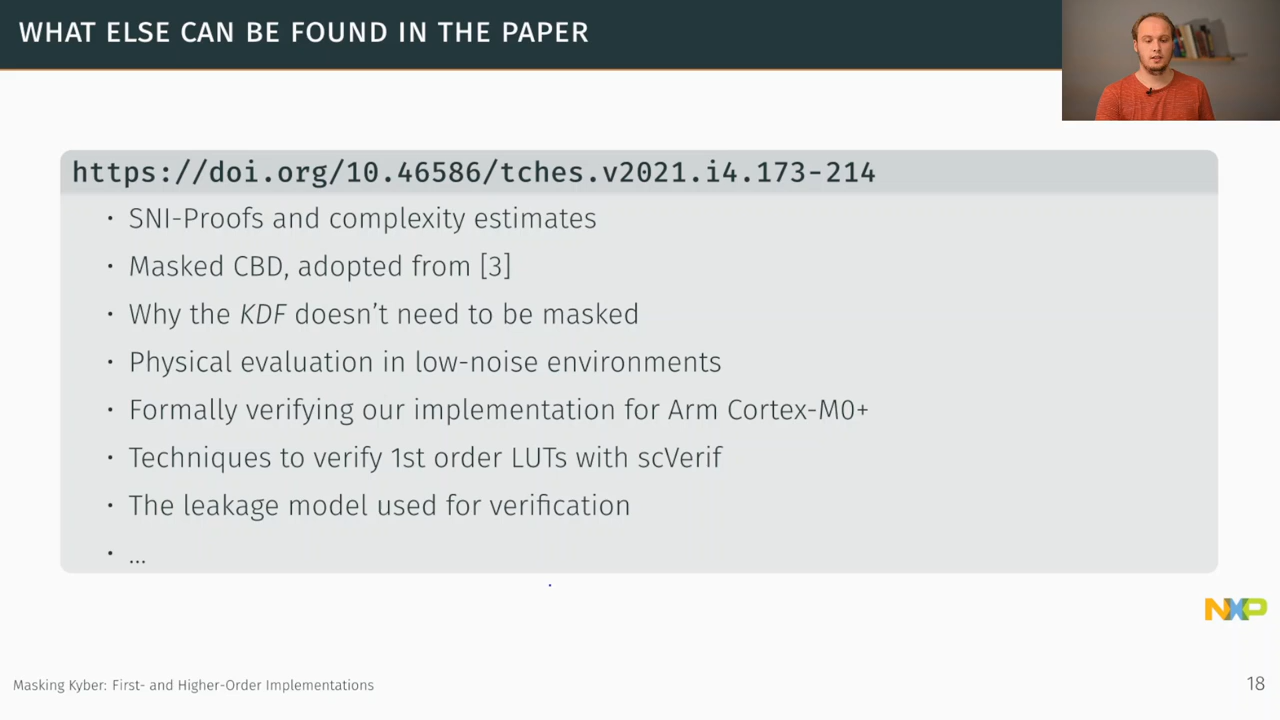 WHAT ELSE CAN BE FOUND IN THE PAPER
https://doi.org/10.46586/tches.v2021.i4.173-214
· SNI-Proofs and complexity estimates
· Masked CBD, adopted from [3]
· Why the KDF doesn’t need to be masked
· Physical evaluation in low-noise environments
· Formally verifying our implementation for Arm Cortex-M0+
· Techniques to verify 1st order LUTs with scVerif
· The leakage model used for verification
· ...
NXP
Masking Kyber: First- and Higher-Order Implementations
18